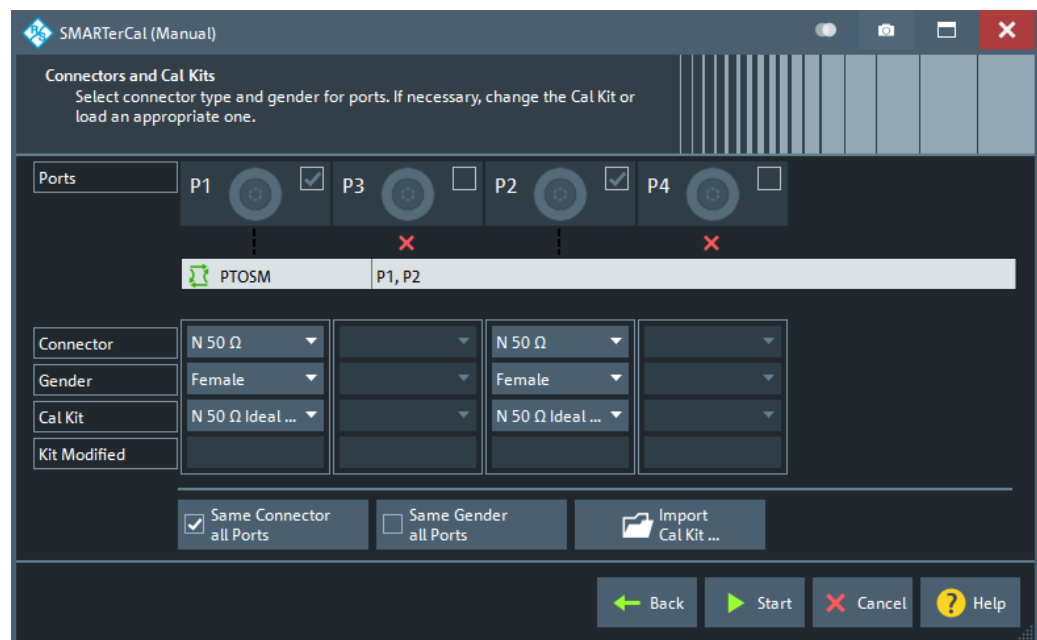 SMARTerCal (Manual)
Connectors and Cal Kits
Select connector type and gender for ports. If necessary, change the Cal Kit or
load an appropriate one.
Ports
P1
P3
P2
P4
PTOSM
P1, P2
Connector
N 50 Ω
N 50 Ω
Gender
Female
Female
Cal Kit
N 50 Ω Ideal ...
N 50 Ω Ideal ...
Kit Modified
Same Connector
all Ports
Same Gender
all Ports
Import
Cal Kit ...
Back
Start
Cancel
? Help